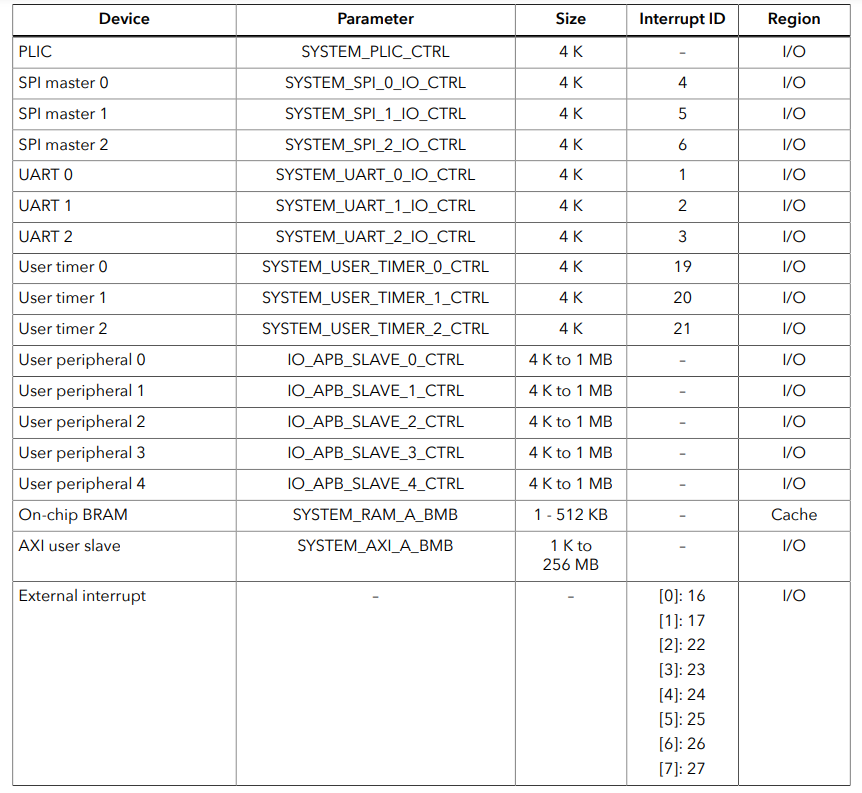 Device Parameter Size Interrupt ID Region
PLIC SYSTEM_PLIC_CTRL 4 K – I/O
SPI master 0 SYSTEM_SPI_0_IO_CTRL 4 K 4 I/O
SPI master 1 SYSTEM_SPI_1_IO_CTRL 4 K 5 I/O
SPI master 2 SYSTEM_SPI_2_IO_CTRL 4 K 6 I/O
UART 0 SYSTEM_UART_0_IO_CTRL 4 K 1 I/O
UART 1 SYSTEM_UART_1_IO_CTRL 4 K 2 I/O
UART 2 SYSTEM_UART_2_IO_CTRL 4 K 3 I/O
User timer 0 SYSTEM_USER_TIMER_0_CTRL 4 K 19 I/O
User timer 1 SYSTEM_USER_TIMER_1_CTRL 4 K 20 I/O
User timer 2 SYSTEM_USER_TIMER_2_CTRL 4 K 21 I/O
User peripheral 0 IO_APB_SLAVE_0_CTRL 4 K to 1 MB – I/O
User peripheral 1 IO_APB_SLAVE_1_CTRL 4 K to 1 MB – I/O
User peripheral 2 IO_APB_SLAVE_2_CTRL 4 K to 1 MB – I/O
User peripheral 3 IO_APB_SLAVE_3_CTRL 4 K to 1 MB – I/O
User peripheral 4 IO_APB_SLAVE_4_CTRL 4 K to 1 MB – I/O
On-chip BRAM SYSTEM_RAM_A_BMB 1 - 512 KB – Cache
AXI user slave SYSTEM_AXI_A_BMB 1 K to – I/O
256 MB
External interrupt – – [0]: 16 I/O
[1]: 17
[2]: 22
[3]: 23
[4]: 24
[5]: 25
[6]: 26
[7]: 27